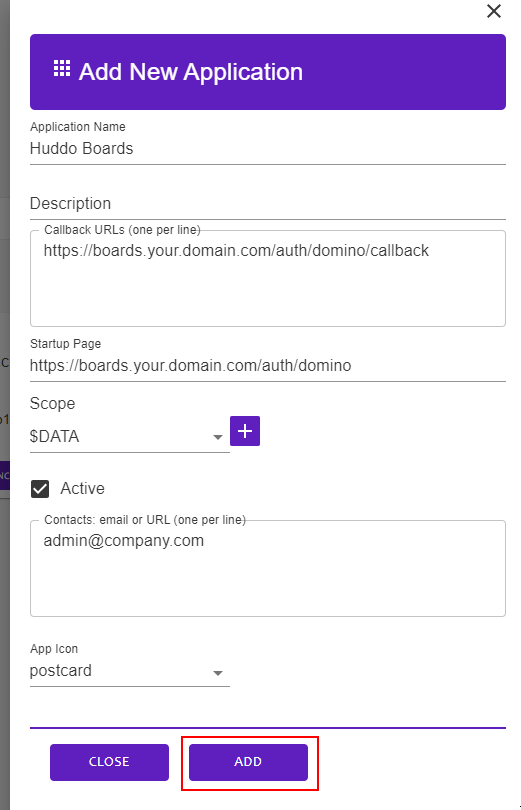 Add New Application
Application Name
Huddo Boards
Description
Callback URLs (one per line)
https://boards.your.domain.com/auth/domino/callback
Startup Page
https://boards.your.domain.com/auth/domino
Scope
$DATA
Active
Contacts: email or URL (one per line)
admin@company.com
App Icon
postcard
CLOSE
ADD